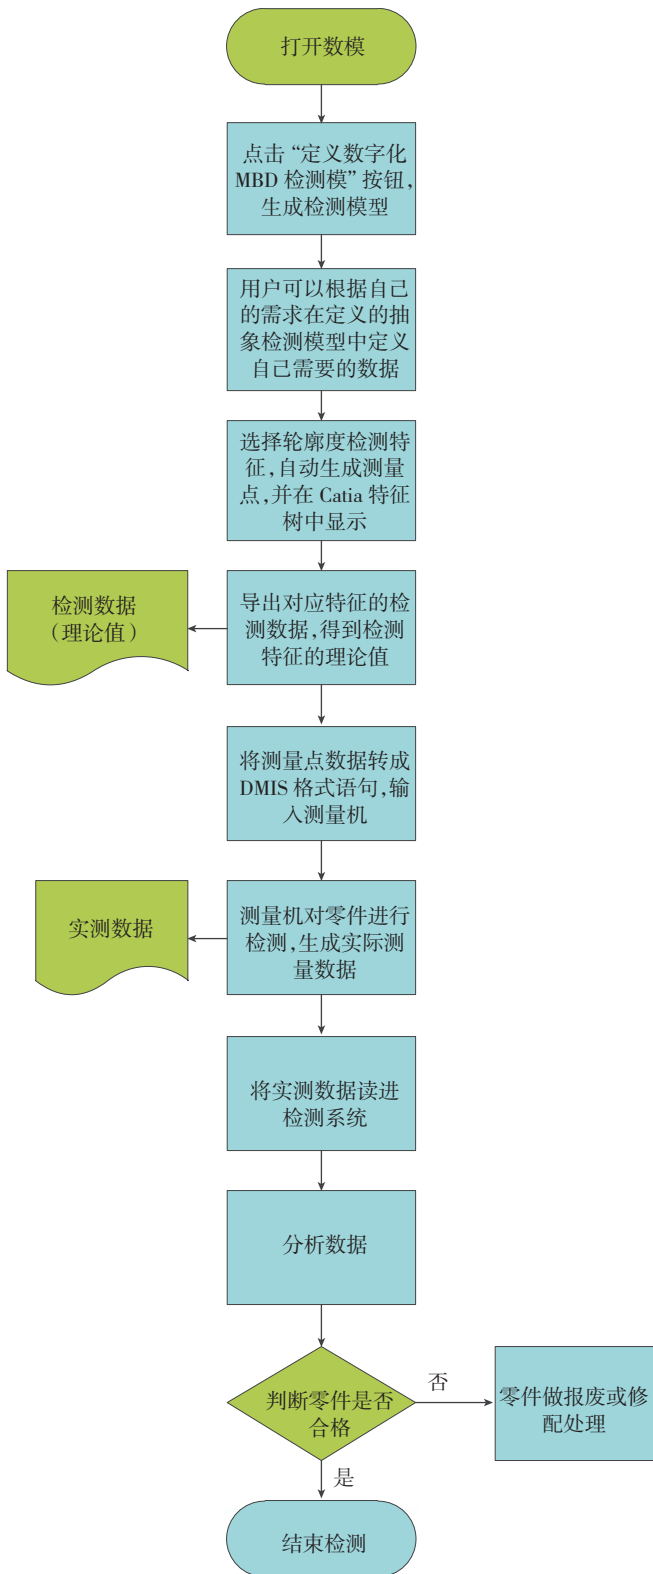 打开数模
点击“定义数字化
MBD 检测模”按钮,
生成检测模型
用户可以根据自己
的需求在定义的抽
象检测模型中定义
自己需要的数据
选择轮廓度检测特
征,自动生成测量
点,并在 Catia 特征
树中显示
检测数据
（理论值）
导出对应特征的检
测数据,得到检测
特征的理论值
将测量点数据转成
DMIS 格式语句,输
入测量机
实测数据
测量机对零件进行
检测,生成实际测
量数据
将实测数据读进
检测系统
分析数据
判断零件是否
合格
否
零件做报废或修
配处理
是
结束检测